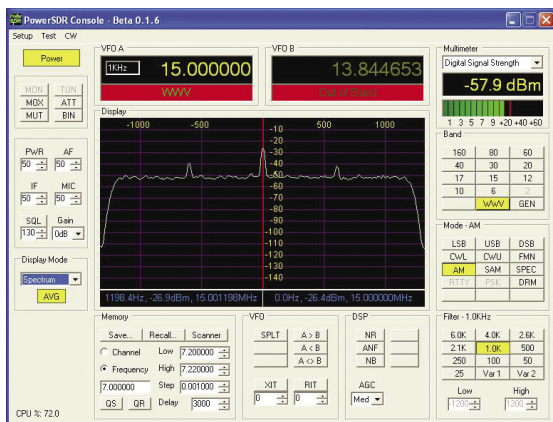 PowerSDR Console - Beta 0.1.6
Setup Test CW
Power
MON TUN
MOX ATT
MUT BIN
PWR AF
50 50
IF MIC
50 50
SQL Gain
130 0dB
Display Mode
Spectrum
AVG
CPU %: 72.0
VFO A
1KHz 15.000000
WWV
VFO B
13.844653
Out of Band
Multimeter
Digital Signal Strength
-57.9 dBm
1 3 5 7 9 +20 +40 +60
Display
-1000 -500 500 1000
-10
-20
-30
-40
-50
-60
-70
-80
-90
-100
-110
-120
-130
-140
1198.4Hz, -26.9dBm, 15.001198MHz 0.0Hz, -26.4dBm, 15.000000MHz
Band
160 80 60
40 30 20
17 15 12
10 6 2
WWV GEN
Mode - AM
LSB USB DSB
CWL CWU FMN
AM SAM SPEC
RTTY PSK DRM
Memory
Save... Recall... Scanner
Channel Low 7.200000
Frequency High 7.220000
7.000000 Step 0.001000
QS QR Delay 3000
VFO
SPLT A > B
A < B
A <> B
XIT RIT
0 0
DSP
NR
ANF
NB
AGC
Med
Filter - 1.0KHz
6.0K 4.0K 2.6K
2.1K 1.0K 500
250 100 50
25 Var 1 Var 2
Low High
-1200 1200